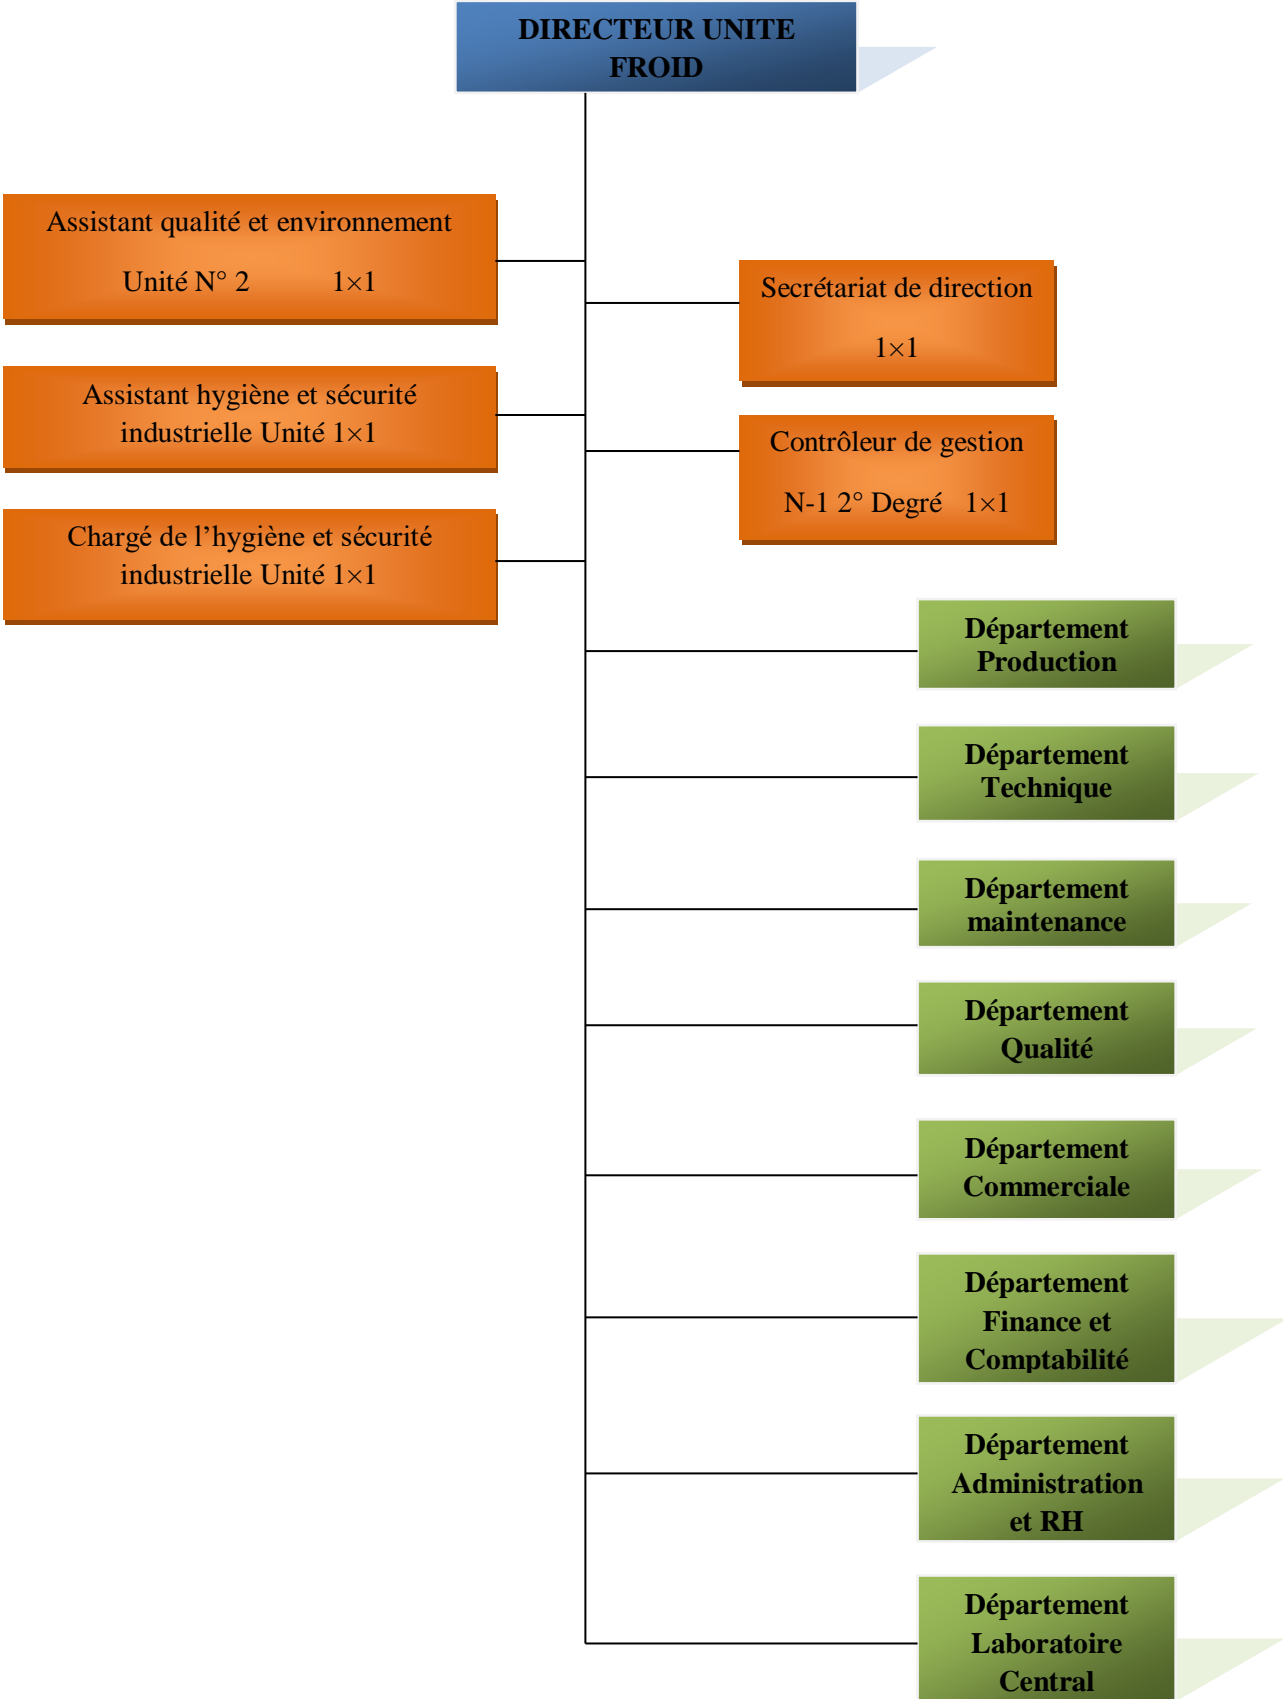 DIRECTEUR UNITE
FROID
Assistant qualité et environnement
Unité N° 2 1×1
Secrétariat de direction
1×1
Assistant hygiène et sécurité
industrielle Unité 1×1
Contrôleur de gestion
N-1 2° Degré 1×1
Chargé de l’hygiène et sécurité
industrielle Unité 1×1
Département
Production
Département
Technique
Département
maintenance
Département
Qualité
Département
Commerciale
Département
Finance et
Comptabilité
Département
Administration
et RH
Département
Laboratoire
Central